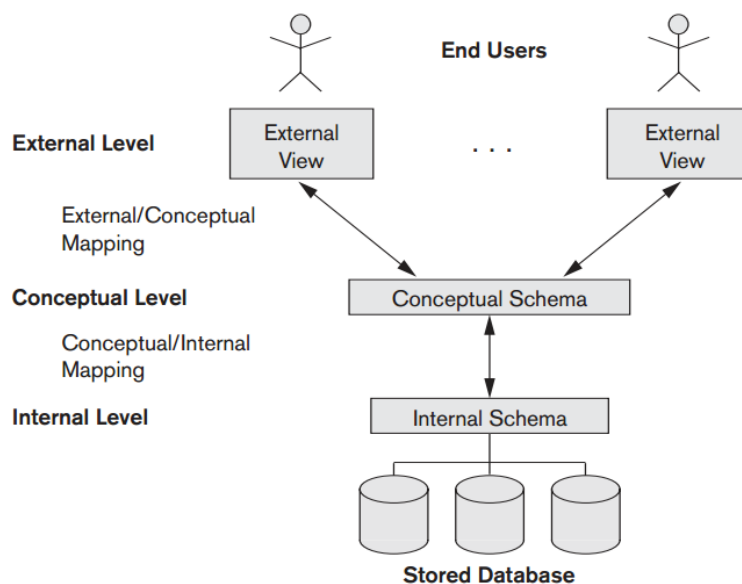 End Users
External Level
External
View
. . .
External
View
External/Conceptual
Mapping
Conceptual Level
Conceptual Schema
Conceptual/Internal
Mapping
Internal Level
Internal Schema
Stored Database